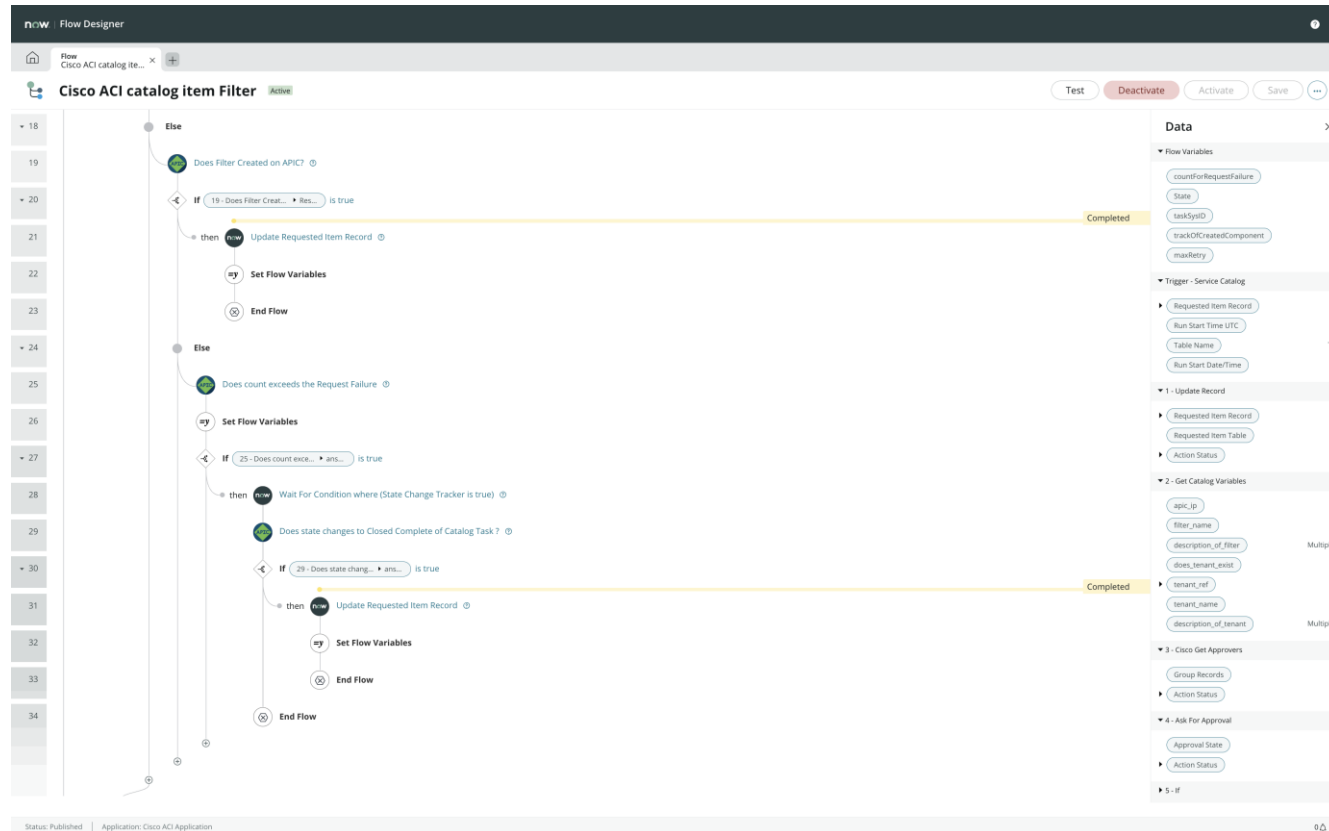 now Flow Designer
Flow
Cisco ACI catalog ite...
Cisco ACI catalog item Filter Active Test Deactivate Activate Save
18 Else
19 Does Filter Created on APIC?
20 If 19 - Does Filter Creat... Res... is true
Completed
21 then now Update Requested Item Record
22 Set Flow Variables
23 End Flow
24 Else
25 Does count exceeds the Request Failure
26 Set Flow Variables
27 If 25 - Does count exce... ans... is true
28 then now Wait For Condition where (State Change Tracker is true)
29 Does state changes to Closed Complete of Catalog Task ?
30 If 29 - Does state chang... ans... is true
Completed
31 then now Update Requested Item Record
32 Set Flow Variables
33 End Flow
34 End Flow
Data
Flow Variables
countForRequestFailure
State
taskSysID
trackOfCreatedComponent
maxRetry
Trigger - Service Catalog
Requested Item Record
Run Start Time UTC
Table Name
Run Start Date/Time
1 - Update Record
Requested Item Record
Requested Item Table
Action Status
2 - Get Catalog Variables
apic_ip
filter_name
description_of_filter Multip
does_tenant_exist
tenant_ref
tenant_name
description_of_tenant Multip
3 - Cisco Get Approvers
Group Records
Action Status
4 - Ask For Approval
Approval State
Action Status
5 - If
Status: Published | Application: Cisco ACI Application 0